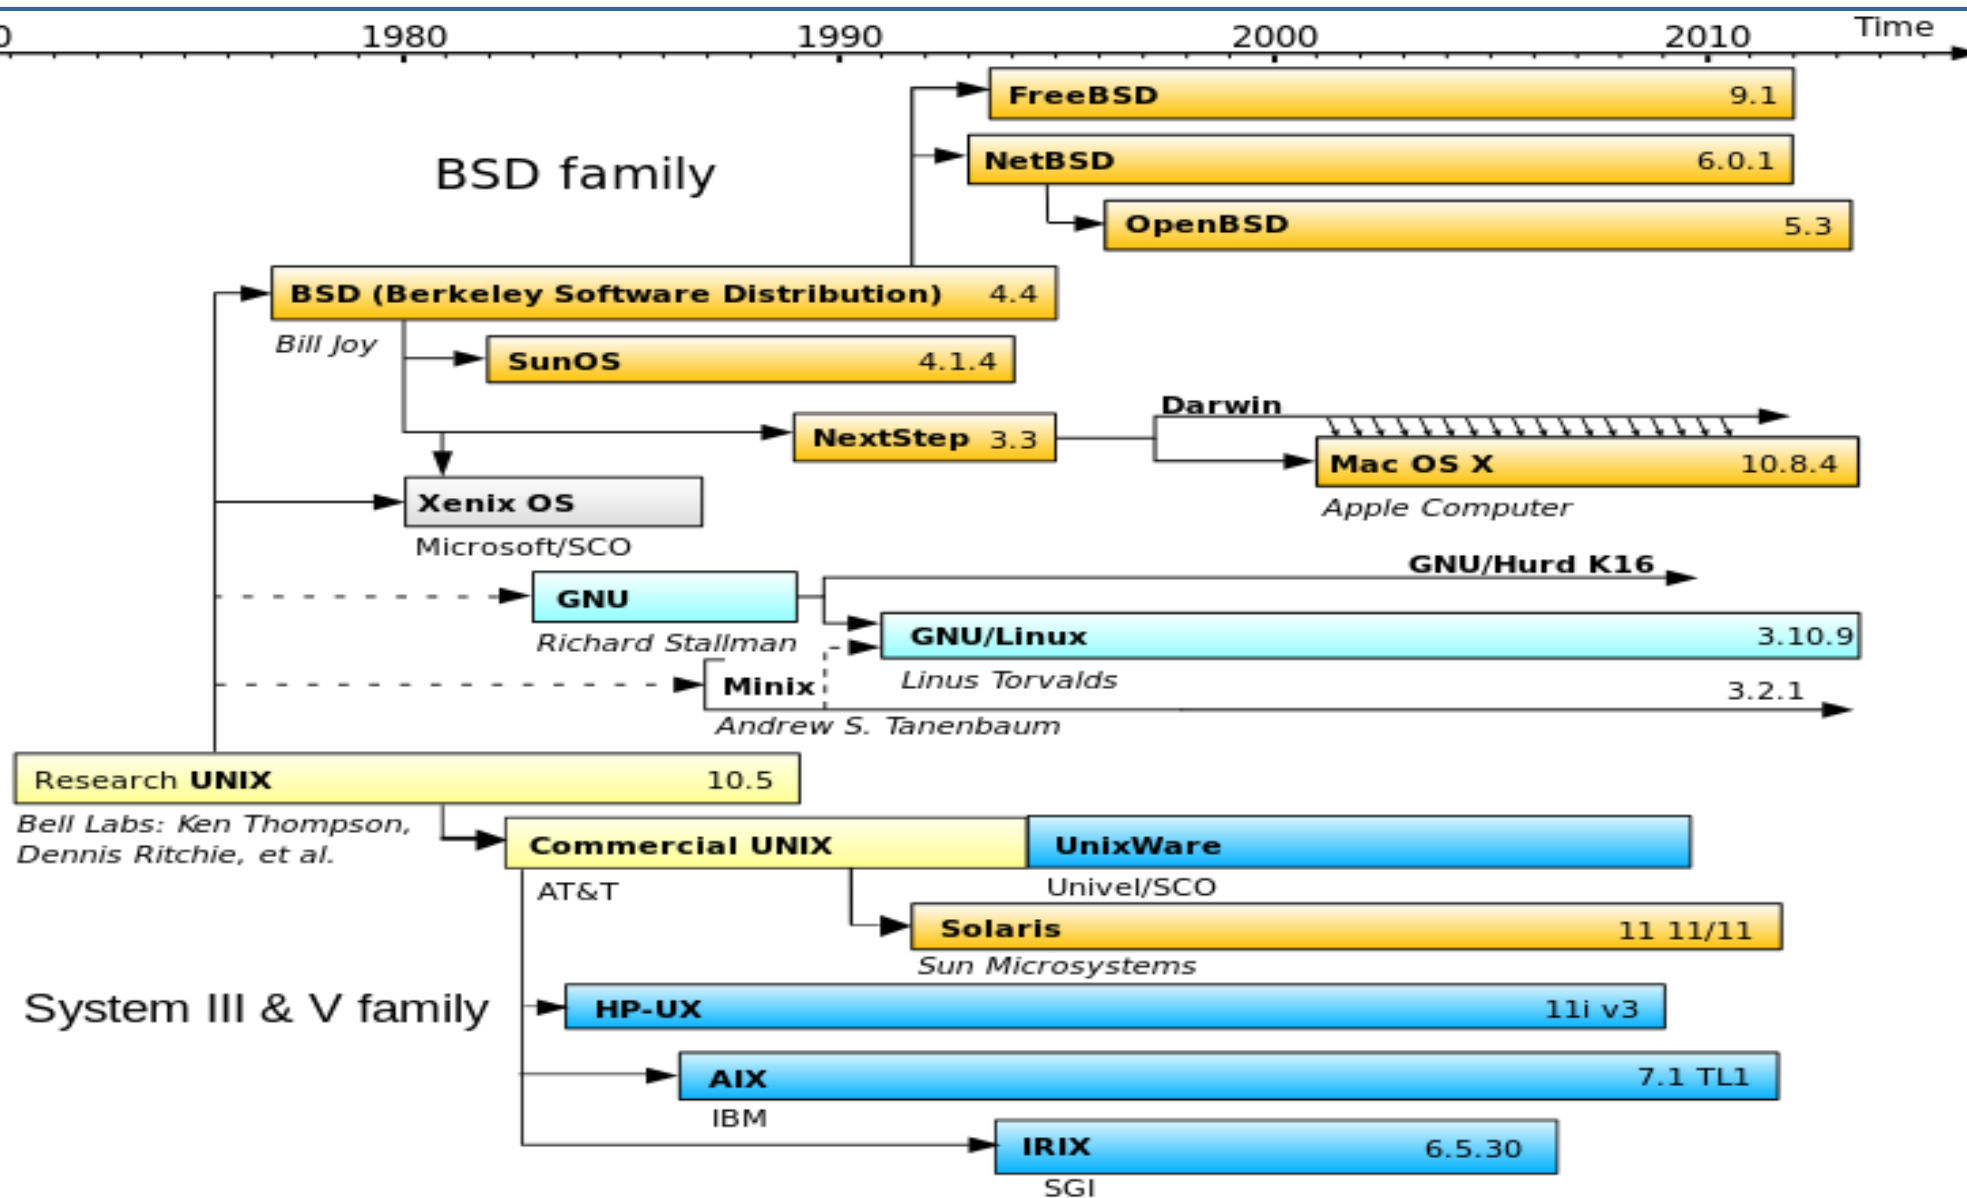 0 1980 1990 2000 2010 Time
FreeBSD 9.1
BSD family
NetBSD 6.0.1
OpenBSD 5.3
BSD (Berkeley Software Distribution) 4.4
Bill Joy
SunOS 4.1.4
Darwin
NextStep 3.3
Mac OS X 10.8.4
Apple Computer
Xenix OS
Microsoft/SCO
GNU/Hurd K16
GNU
Richard Stallman
GNU/Linux 3.10.9
Linus Torvalds
Minix 3.2.1
Andrew S. Tanenbaum
Research UNIX 10.5
Bell Labs: Ken Thompson,
Dennis Ritchie, et al.
Commercial UNIX
AT&T
UnixWare
Univel/SCO
Solaris 11 11/11
Sun Microsystems
System III & V family
HP-UX 11i v3
AIX 7.1 TL1
IBM
IRIX 6.5.30
SGI